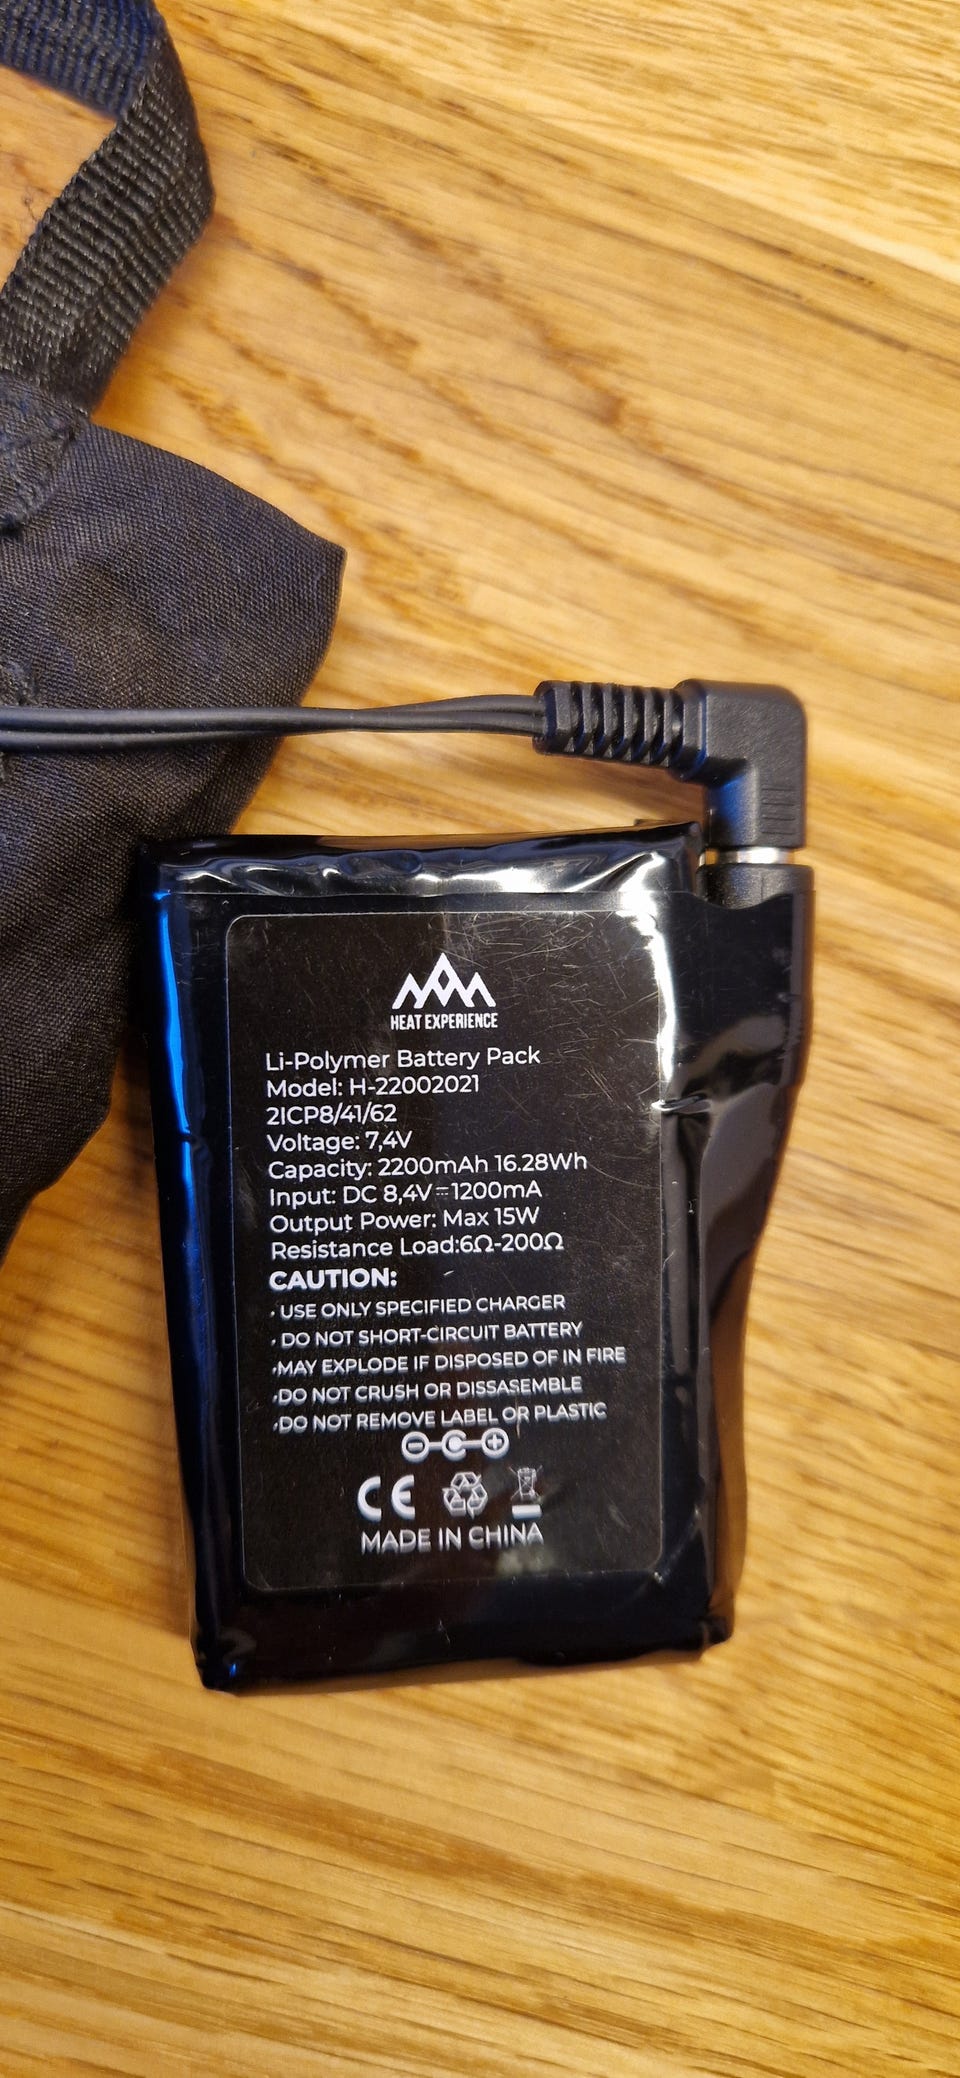 HEAT EXPERIENCE
Li-Polymer Battery Pack
Model: H-22002021
2ICP8/41/62
Voltage: 7,4V
Capacity: 2200mAh 16.28Wh
Input: DC 8,4V⎓1200mA
Output Power: Max 15W
Resistance Load:6Ω-200Ω
CAUTION:
· USE ONLY SPECIFIED CHARGER
· DO NOT SHORT-CIRCUIT BATTERY
·MAY EXPLODE IF DISPOSED OF IN FIRE
·DO NOT CRUSH OR DISSASEMBLE
·DO NOT REMOVE LABEL OR PLASTIC
CE
MADE IN CHINA